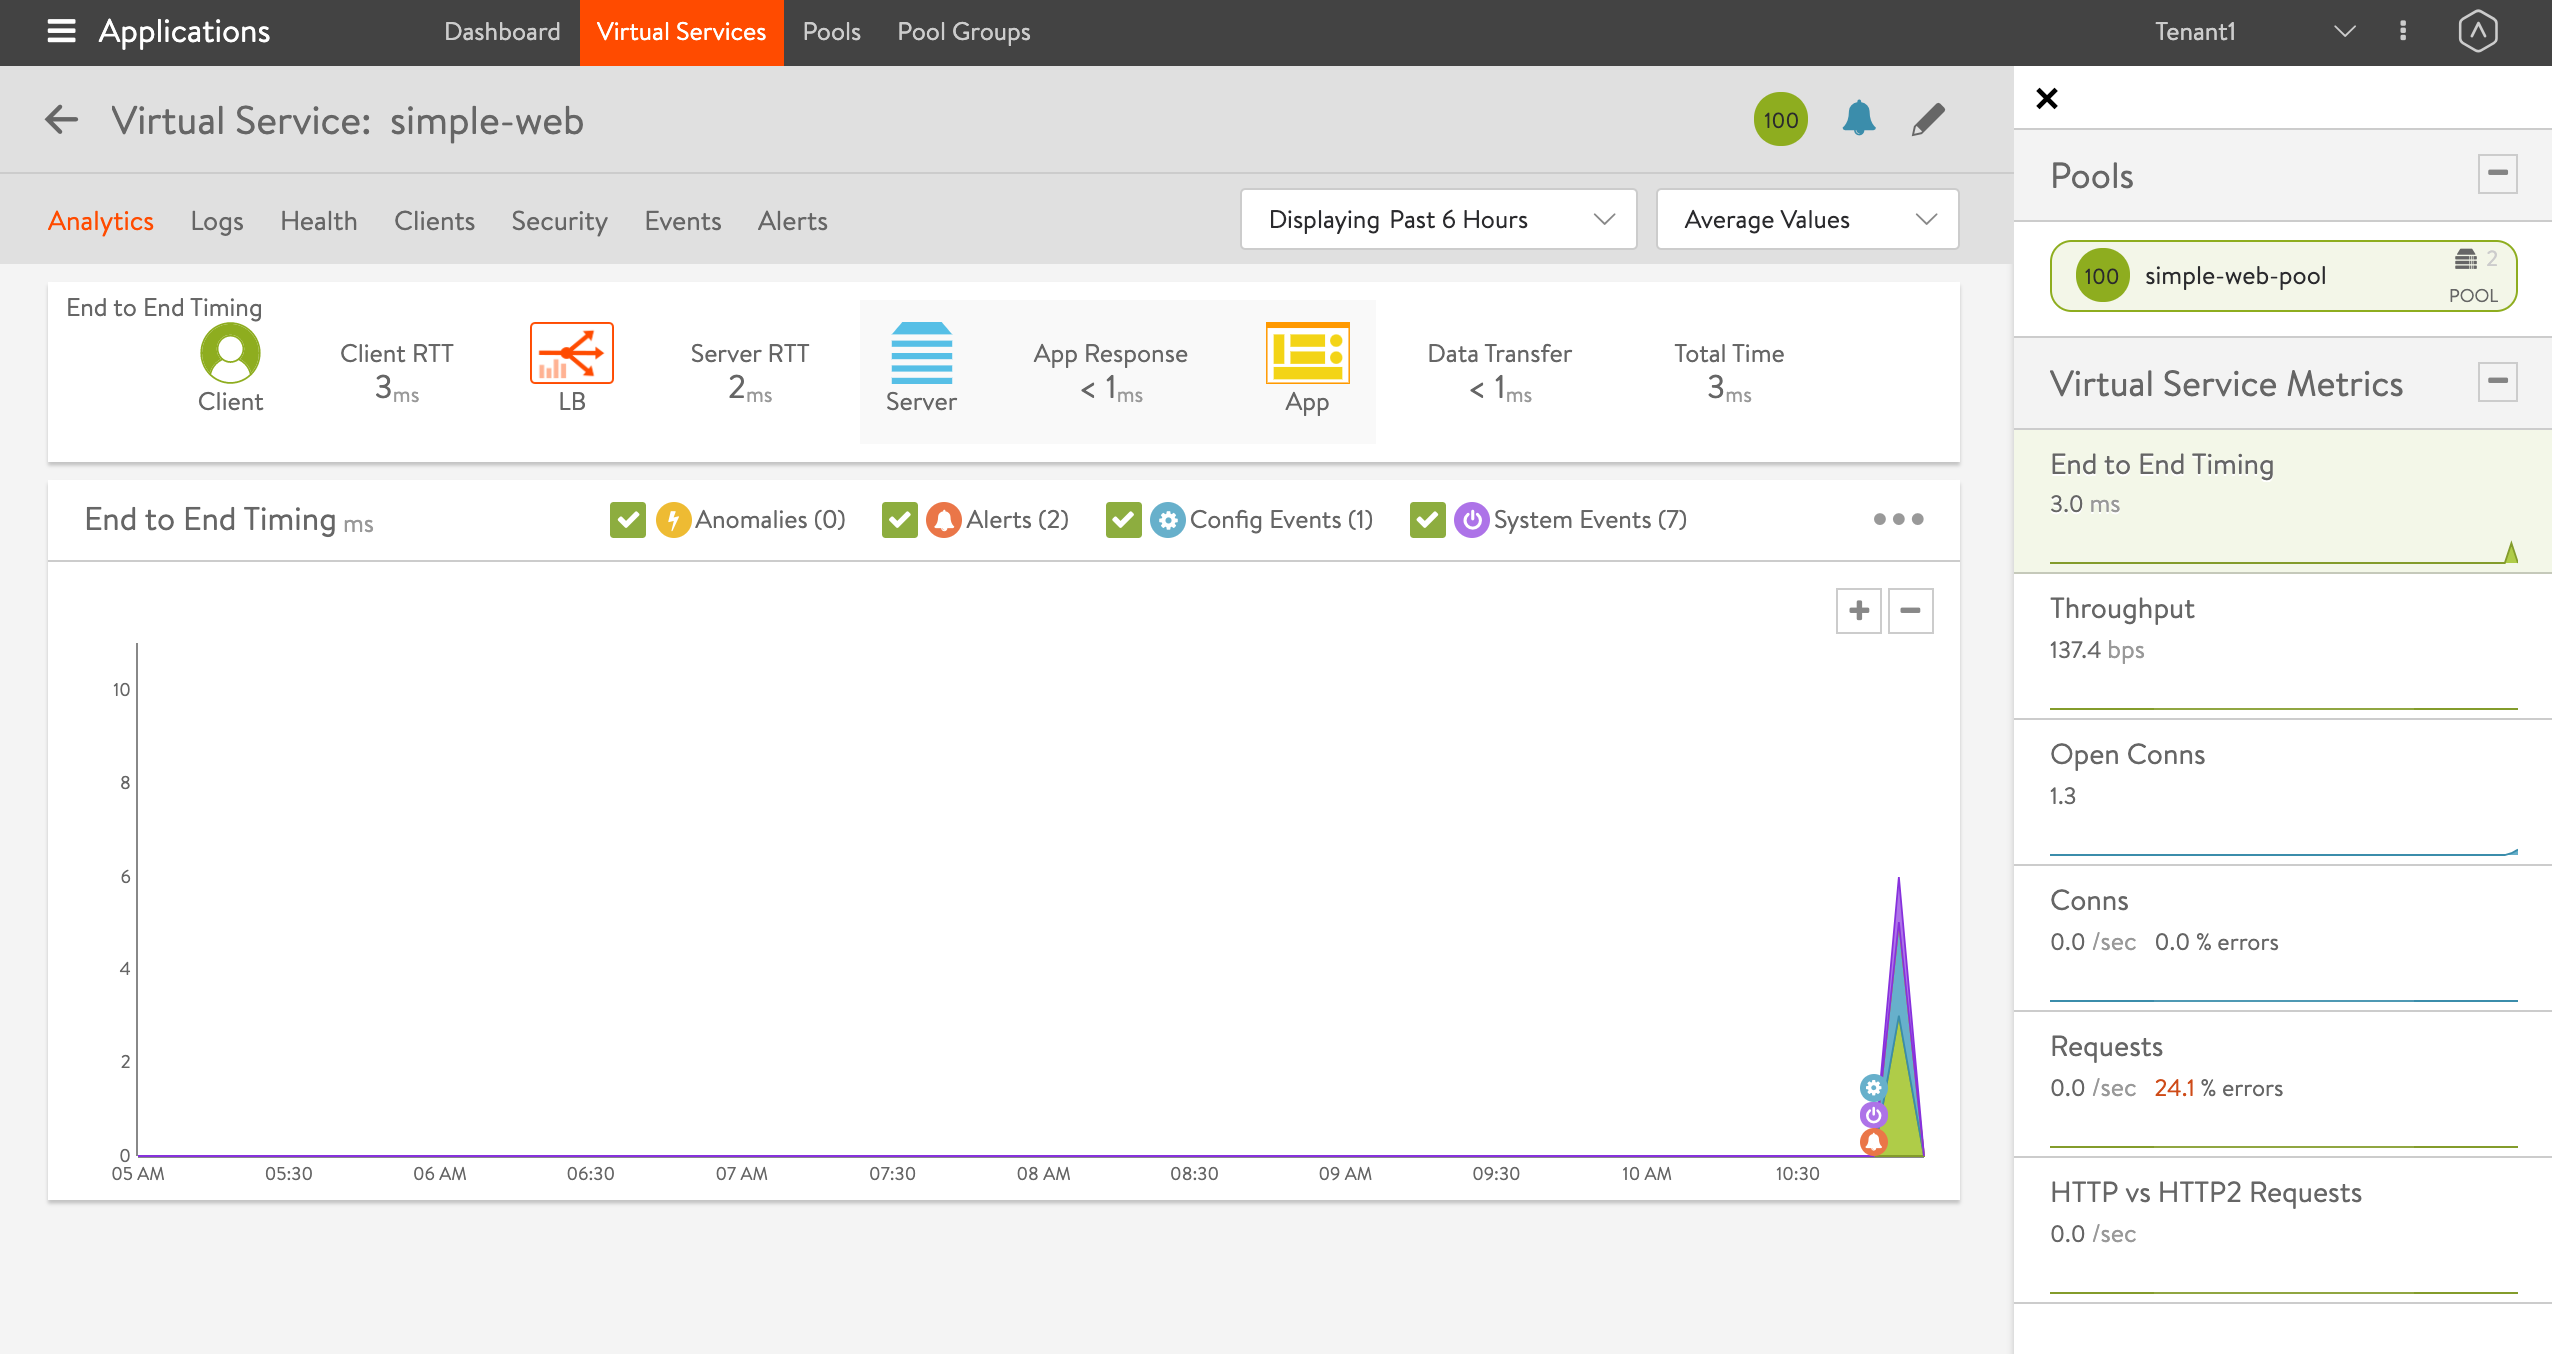 Applications Dashboard Virtual Services Pools Pool Groups Tenant1
Virtual Service: simple-web 100
Analytics Logs Health Clients Security Events Alerts Displaying Past 6 Hours Average Values
End to End Timing
Client RTT Server RTT App Response Data Transfer Total Time
3ms 2ms < 1ms < 1ms 3ms
Client LB Server App
End to End Timing ms Anomalies (0) Alerts (2) Config Events (1) System Events (7)
10
8
6
4
2
0
05 AM 05:30 06 AM 06:30 07 AM 07:30 08 AM 08:30 09 AM 09:30 10 AM 10:30
Pools
100 simple-web-pool 2
POOL
Virtual Service Metrics
End to End Timing
3.0 ms
Throughput
137.4 bps
Open Conns
1.3
Conns
0.0 /sec 0.0 % errors
Requests
0.0 /sec 24.1 % errors
HTTP vs HTTP2 Requests
0.0 /sec